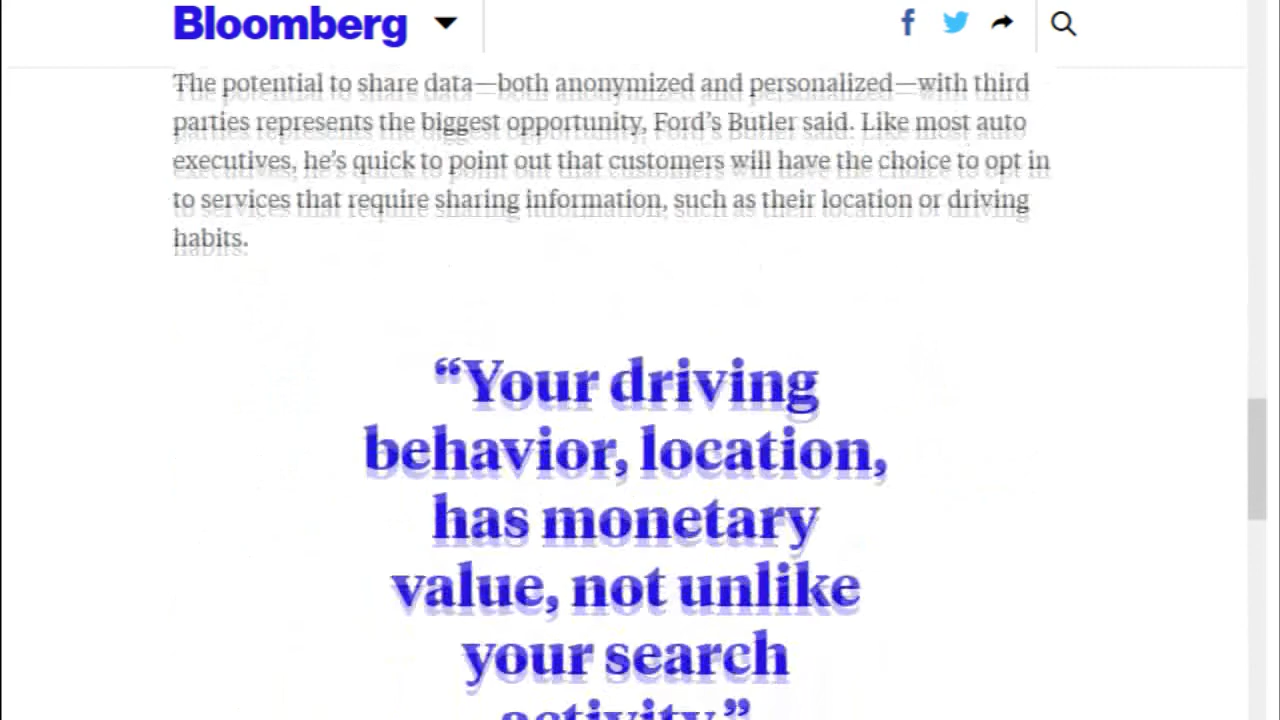 Bloomberg
The potential to share data—both anonymized and personalized—with third
parties represents the biggest opportunity, Ford’s Butler said. Like most auto
executives, he’s quick to point out that customers will have the choice to opt in
to services that require sharing information, such as their location or driving
habits.
“Your driving
behavior, location,
has monetary
value, not unlike
your search
activity.”